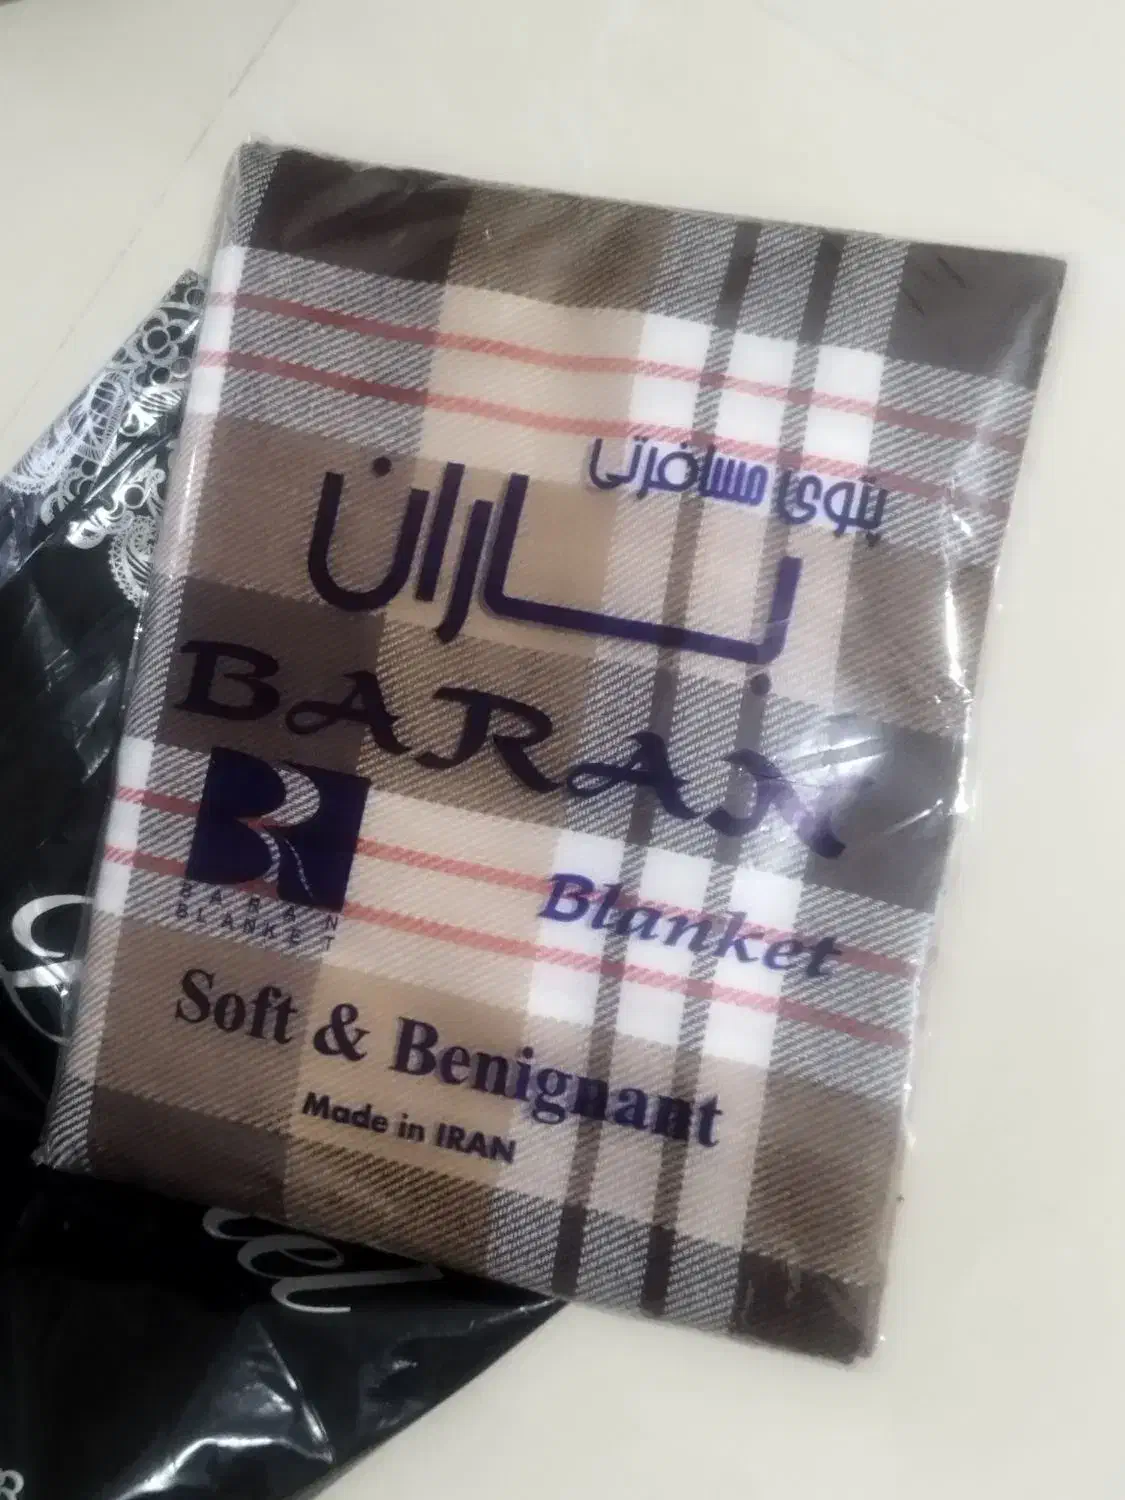 پتوی مسافرتی
باران
BARAN
BR
BARAN
BLANKET
Blanket
Soft & Benignant
Made in IRAN